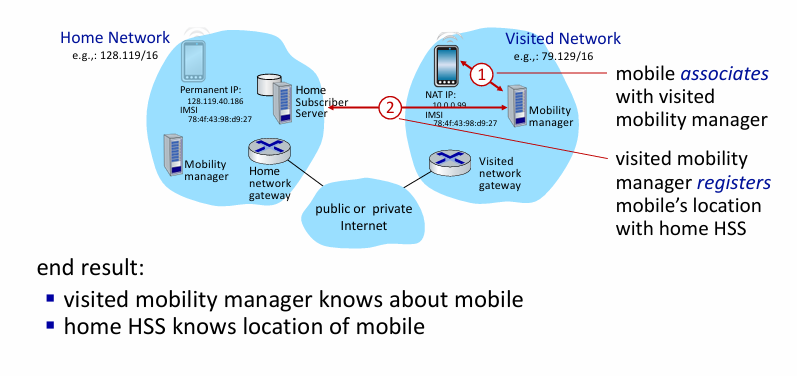 Home Network
e.g.,: 128.119/16
Permanent IP:
128.119.40.186
IMSI
78:4f:43:98:d9:27
Home
Subscriber
Server
Mobility
manager
Home
network
gateway
public or private
Internet
Visited Network
e.g.,: 79.129/16
1
NAT IP:
10.0.0.99
IMSI
78:4f:43:98:d9:27
2
Mobility
manager
Visited
network
gateway
mobile associates
with visited
mobility manager
visited mobility
manager registers
mobile's location
with home HSS
end result:
▪ visited mobility manager knows about mobile
▪ home HSS knows location of mobile